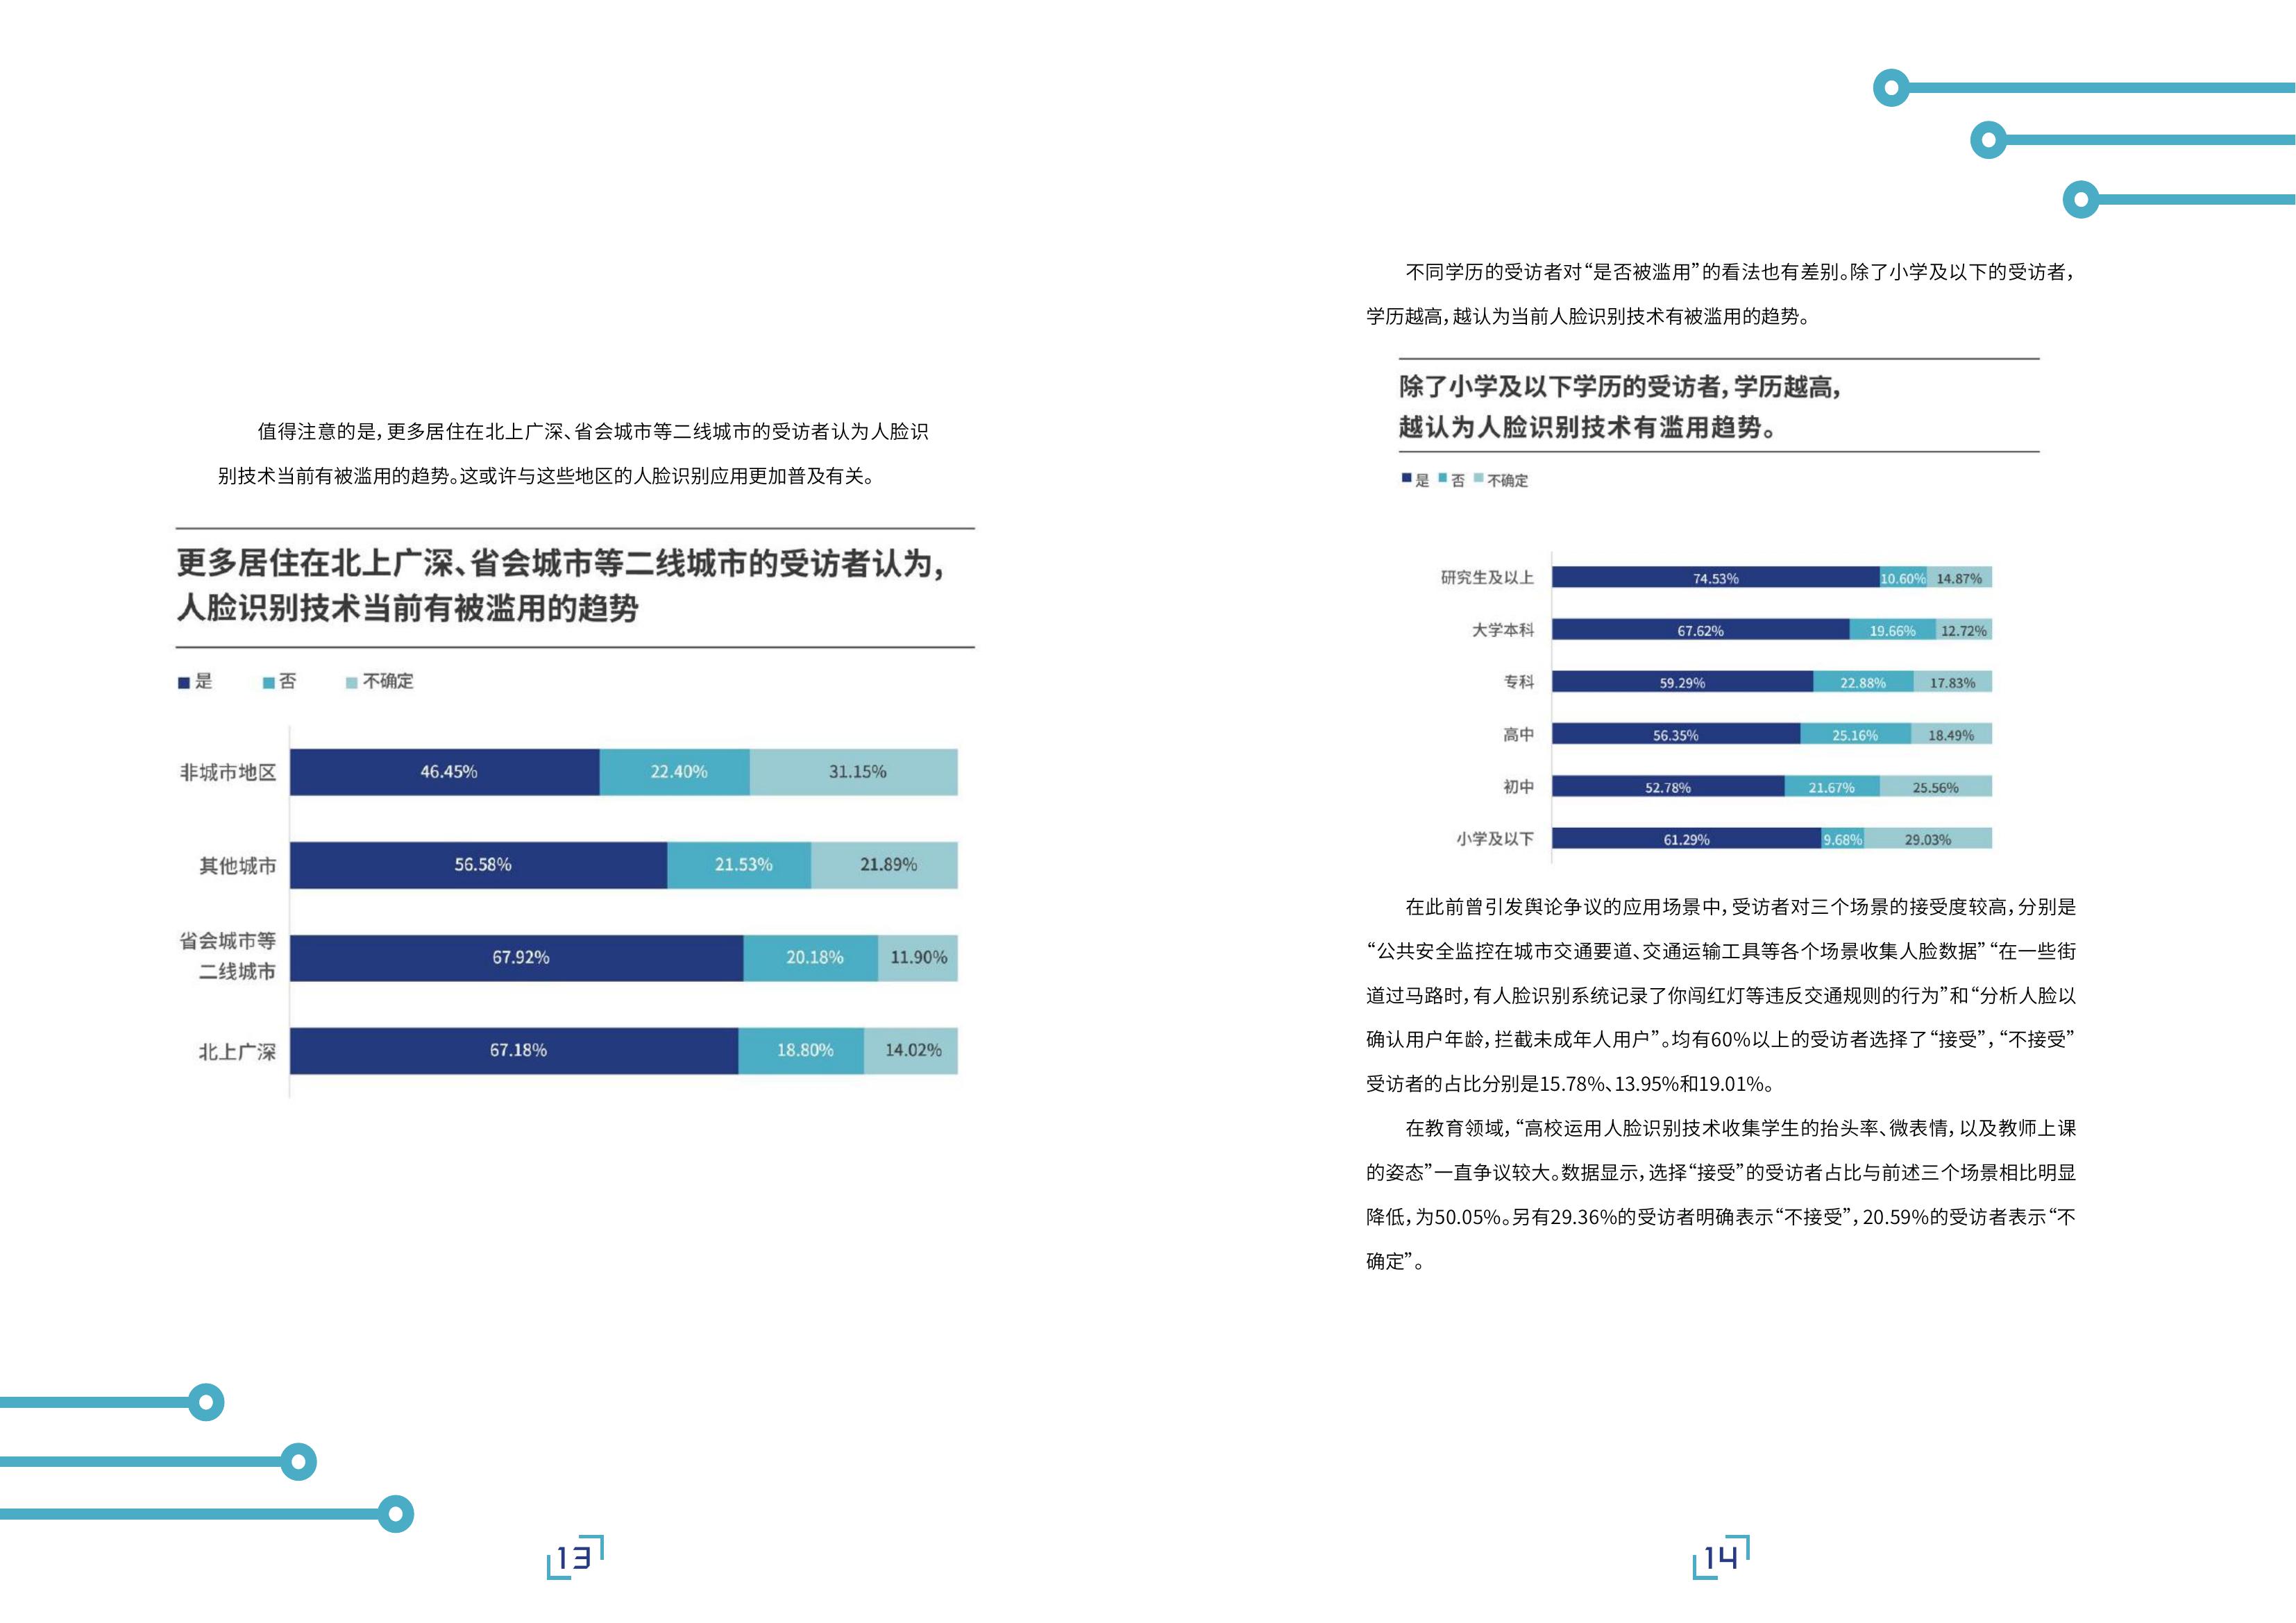 值得注意的是，更多居住在北上广深、省会城市等二线城市的受访者认为人脸识
别技术当前有被滥用的趋势。这或许与这些地区的人脸识别应用更加普及有关。
更多居住在北上广深、省会城市等二线城市的受访者认为，
人脸识别技术当前有被滥用的趋势
是 否 不确定
非城市地区 46.45% 22.40% 31.15%
其他城市 56.58% 21.53% 21.89%
省会城市等
二线城市 67.92% 20.18% 11.90%
北上广深 67.18% 18.80% 14.02%
13
不同学历的受访者对“是否被滥用”的看法也有差别。除了小学及以下的受访者，
学历越高，越认为当前人脸识别技术有被滥用的趋势。
除了小学及以下学历的受访者，学历越高，
越认为人脸识别技术有滥用趋势。
是 否 不确定
研究生及以上 74.53% 10.60% 14.87%
大学本科 67.62% 19.66% 12.72%
专科 59.29% 22.88% 17.83%
高中 56.35% 25.16% 18.49%
初中 52.78% 21.67% 25.56%
小学及以下 61.29% 9.68% 29.03%
在此前曾引发舆论争议的应用场景中，受访者对三个场景的接受度较高，分别是
“公共安全监控在城市交通要道、交通运输工具等各个场景收集人脸数据”“在一些街
道过马路时，有人脸识别系统记录了你闯红灯等违反交通规则的行为”和“分析人脸以
确认用户年龄，拦截未成年人用户”。均有60%以上的受访者选择了“接受”，“不接受”
受访者的占比分别是15.78%、13.95%和19.01%。
在教育领域，“高校运用人脸识别技术收集学生的抬头率、微表情，以及教师上课
的姿态”一直争议较大。数据显示，选择“接受”的受访者占比与前述三个场景相比明显
降低，为50.05%。另有29.36%的受访者明确表示“不接受”，20.59%的受访者表示“不
确定”。
14